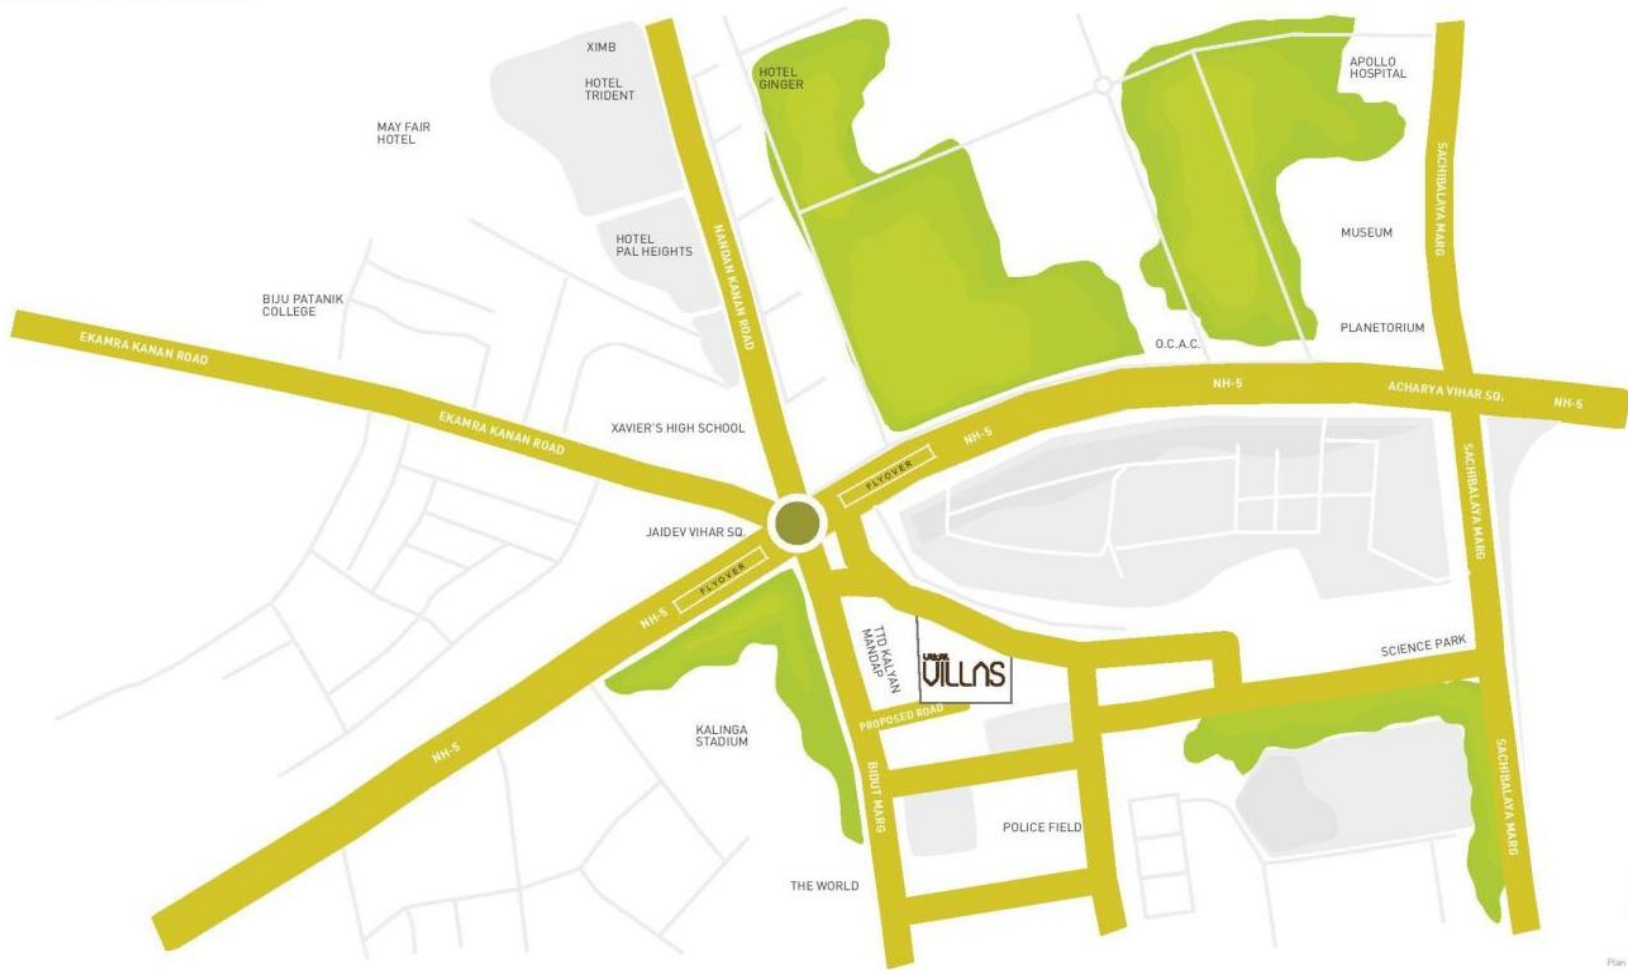 XIMB
HOTEL
TRIDENT
HOTEL
GINGER
APOLLO
HOSPITAL
MAY FAIR
HOTEL
SACHIBALAYA MARG
MUSEUM
HOTEL
PAL HEIGHTS
NANDAN KANAN ROAD
BIJU PATANIK
COLLEGE
PLANETORIUM
EKAMRA KANAN ROAD
O.C.A.C.
NH-5
ACHARYA VIHAR SQ.
NH-5
EKAMRA KANAN ROAD
XAVIER'S HIGH SCHOOL
NH-5
FLYOVER
SACHIBALAYA MARG
JAIDEV VIHAR SQ.
FLYOVER
NH-5
TTD KALYAN
MANDAP
VILLAS
SCIENCE PARK
PROPOSED ROAD
KALINGA
STADIUM
NH-5
BIDUT MARG
SACHIBALAYA MARG
POLICE FIELD
THE WORLD
Plan